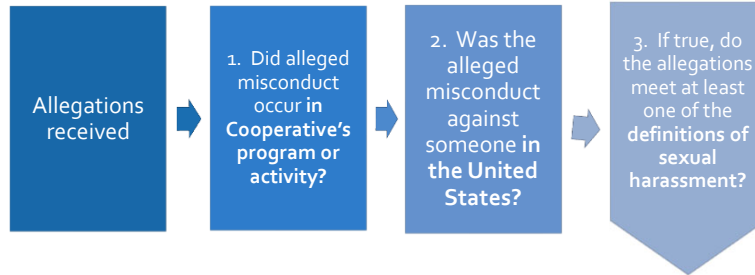 Allegations
received
1. Did alleged
misconduct
occur in
Cooperative's
program or
activity?
2. Was the
alleged
misconduct
against
someone in
the United
States?
3. If true, do
the allegations
meet at least
one of the
definitions of
sexual
harassment?